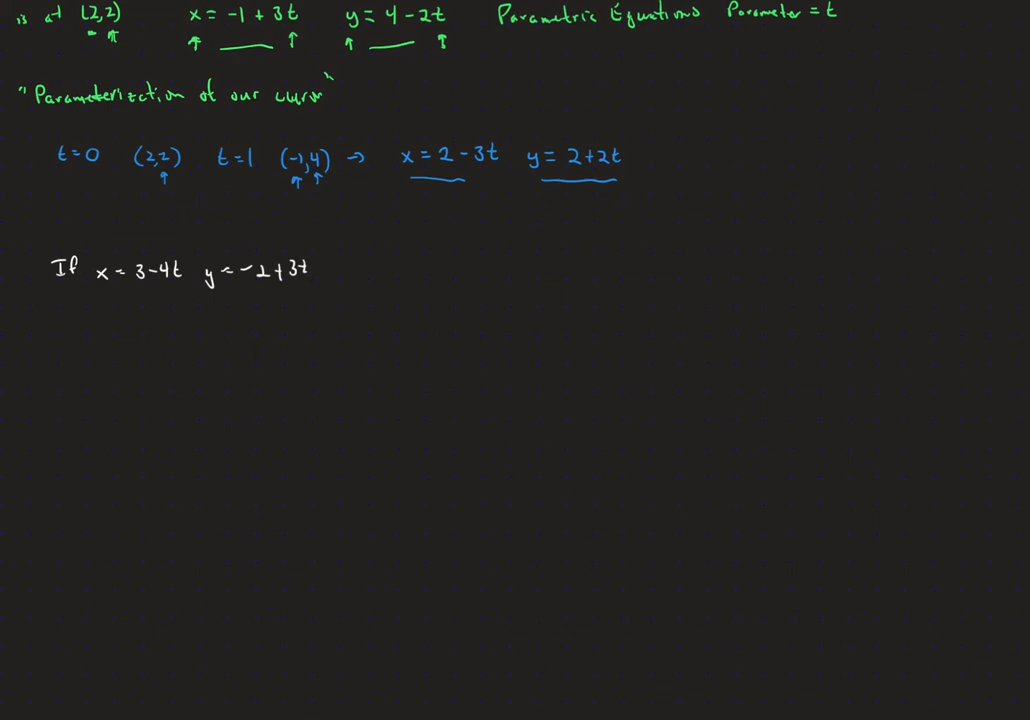 is at (2,2) x = -1 + 3t y = 4 - 2t Parametric Equations Parameter = t
"Parameterization of our curve"
t=0 (2,2) t=1 (-1,4) → x = 2 - 3t y = 2+2t
If x = 3-4t y = -2+3t